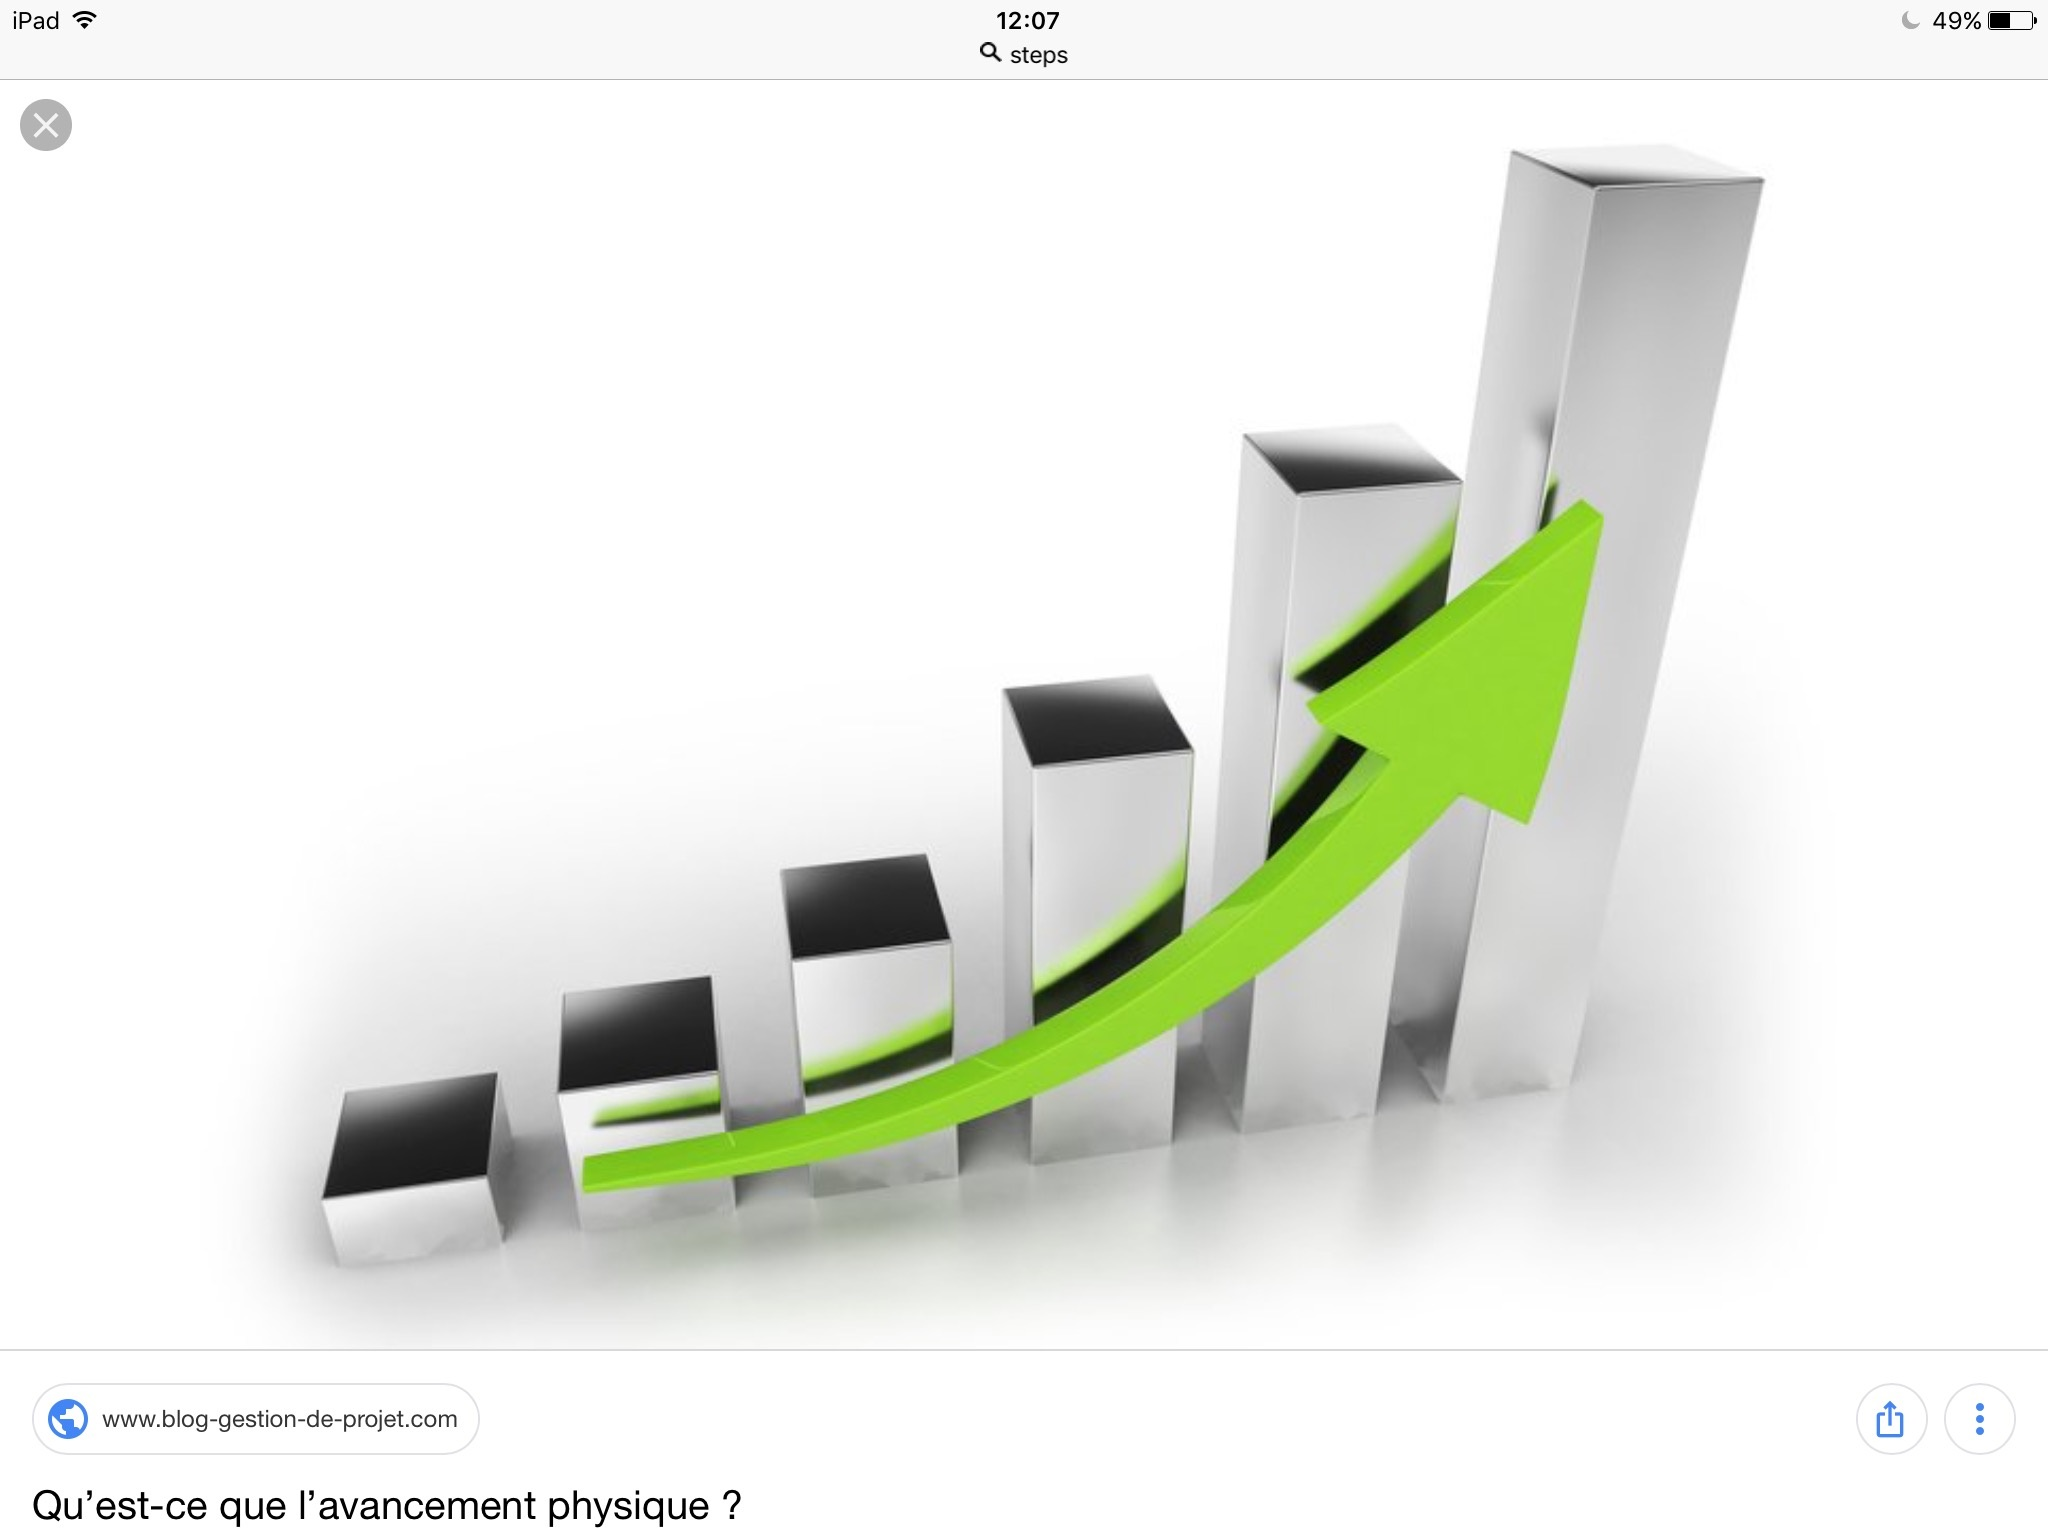 iPad
12:07
49%
steps
www.blog-gestion-de-projet.com
Qu’est-ce que l’avancement physique ?